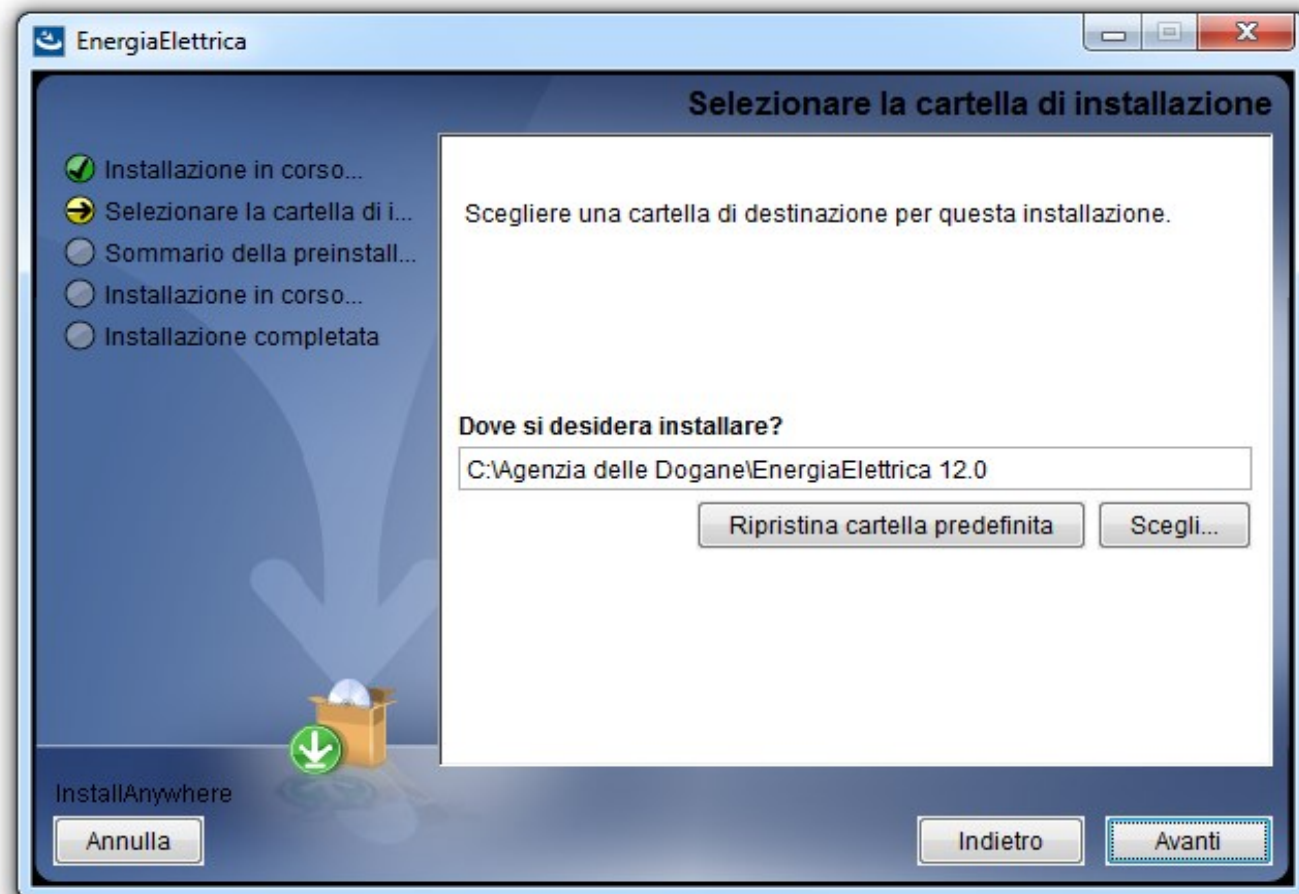 EnergiaElettrica
Selezionare la cartella di installazione
Installazione in corso...
Selezionare la cartella di i...
Sommario della preinstall...
Installazione in corso...
Installazione completata
Scegliere una cartella di destinazione per questa installazione.
Dove si desidera installare?
C:\Agenzia delle Dogane\EnergiaElettrica 12.0
Ripristina cartella predefinita
Scegli...
InstallAnywhere
Annulla
Indietro
Avanti